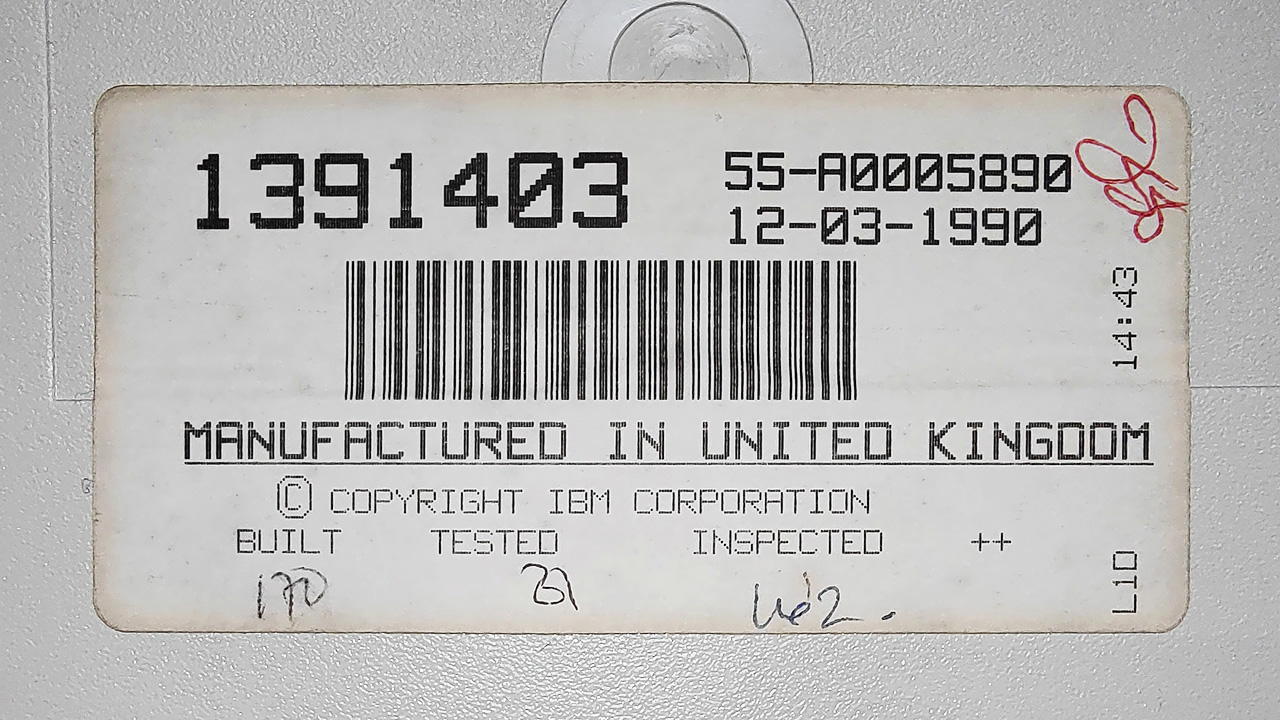 1391403
55-A0005890
12-03-1990
14:43
MANUFACTURED IN UNITED KINGDOM
© COPYRIGHT IBM CORPORATION
BUILT TESTED INSPECTED ++
170
L10